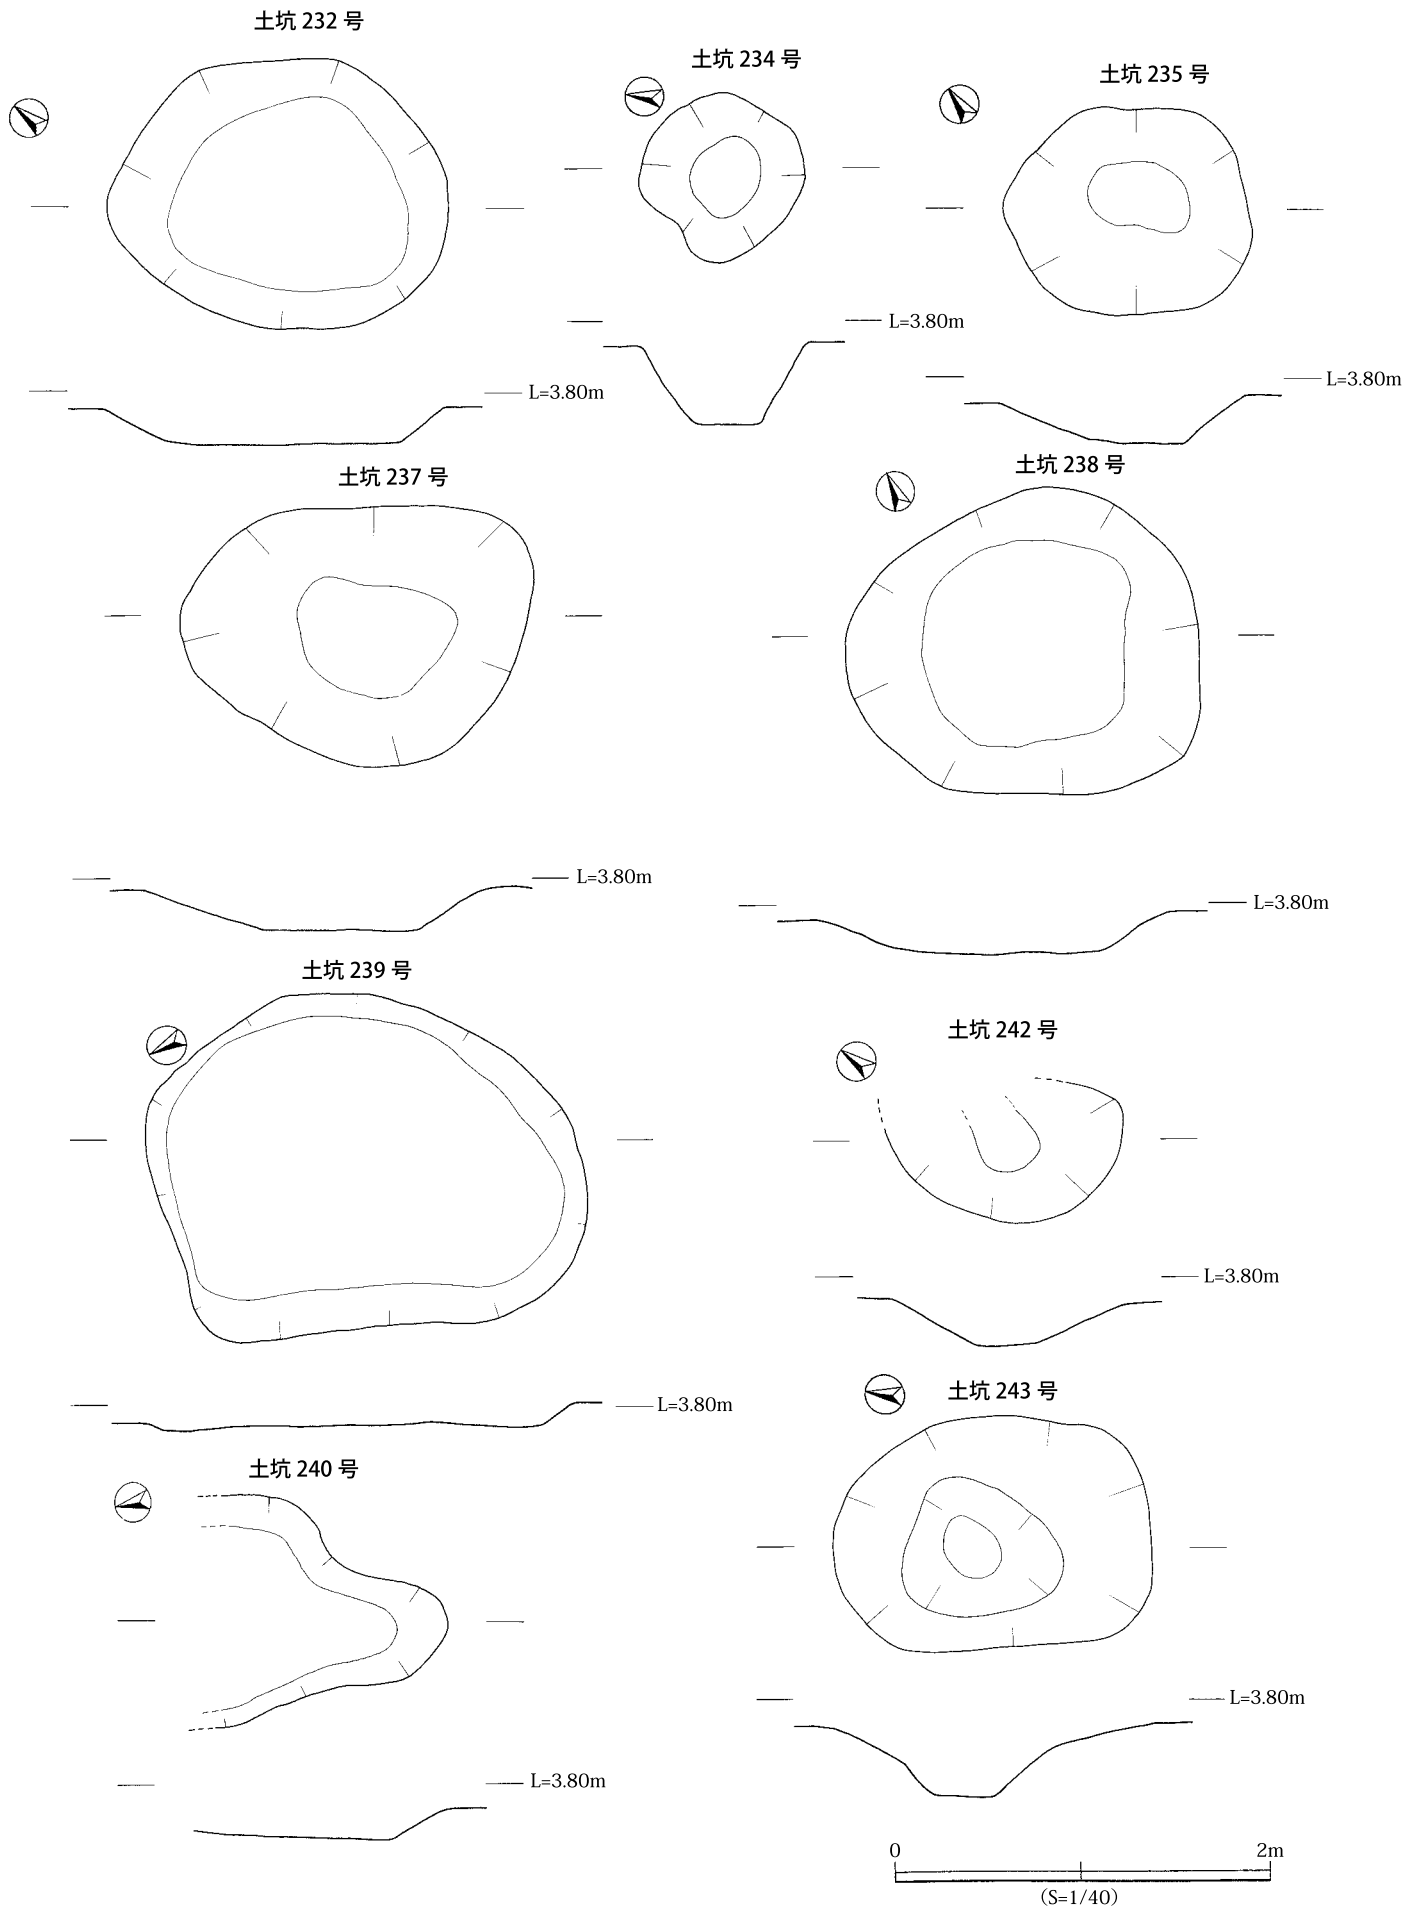 土坑 232 号
土坑 234 号
土坑 235 号
L=3.80m
L=3.80m
L=3.80m
土坑 237 号
土坑 238 号
L=3.80m
L=3.80m
土坑 239 号
土坑 242 号
L=3.80m
L=3.80m
土坑 240 号
土坑 243 号
L=3.80m
L=3.80m
0 2m
(S=1/40)